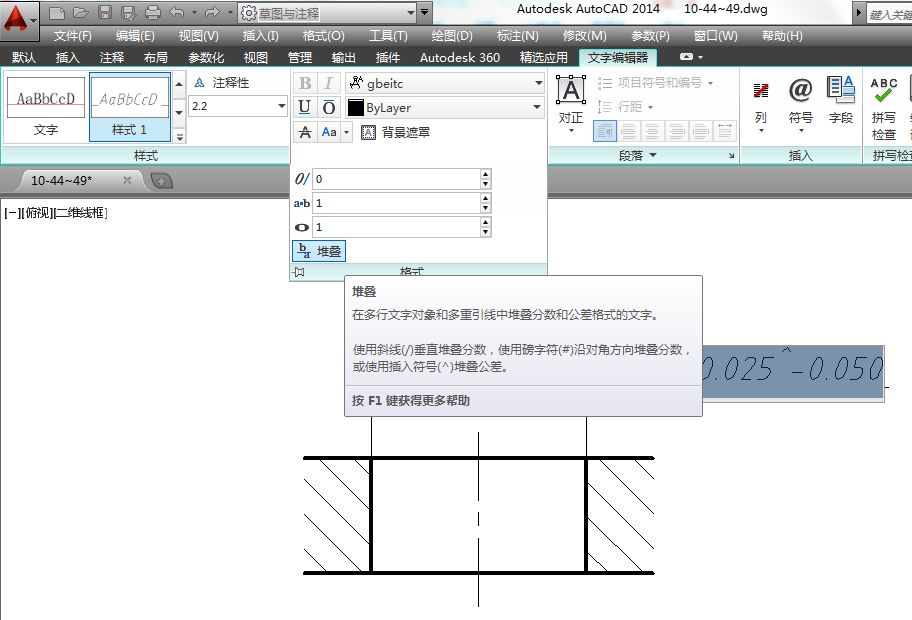 草图与注释
Autodesk AutoCAD 2014 10-44~49.dwg
键入关键
文件(F) 编辑(E) 视图(V) 插入(I) 格式(O) 工具(T) 绘图(D) 标注(N) 修改(M) 参数(P) 窗口(W) 帮助(H)
默认 插入 注释 布局 参数化 视图 管理 输出 插件 Autodesk 360 精选应用 文字编辑器
AaBbCcD
文字
AaBbCcD
样式 1
注释性
2.2
样式
B I gbeitc
U O ByLayer
A Aa 背景遮罩
0/ 0
a•b 1
1
b/a 堆叠
格式
A
对正
项目符号和编号
行距
段落
列
@
符号
字段
插入
ABC
拼写
检查
拼写检
10-44~49*
[−][俯视][二维线框]
堆叠
在多行文字对象和多重引线中堆叠分数和公差格式的文字。
使用斜线(/)垂直堆叠分数，使用磅字符(#)沿对角方向堆叠分数，
或使用插入符号(^)堆叠公差。
按 F1 键获得更多帮助
0.025^-0.050